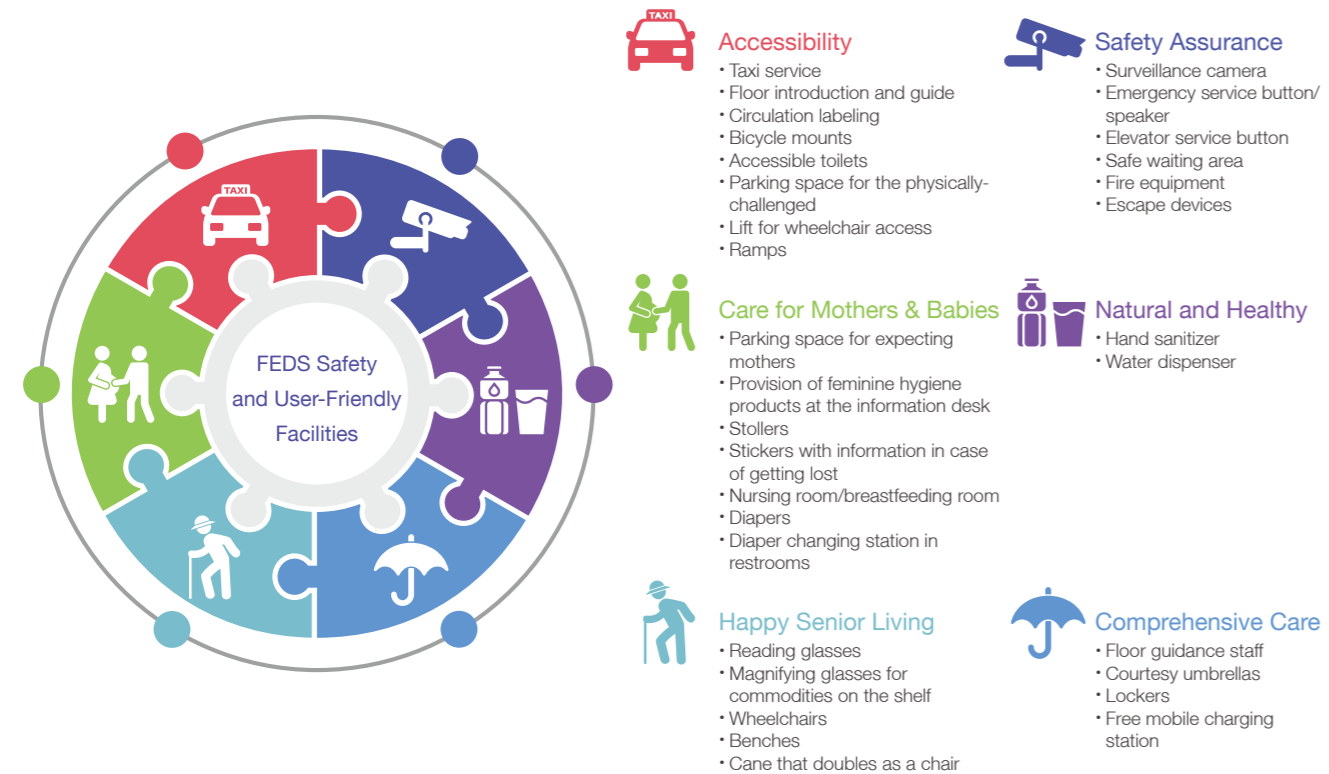 TAXI
FEDS Safety
and User-Friendly
Facilities
TAXI
Accessibility
• Taxi service
• Floor introduction and guide
• Circulation labeling
• Bicycle mounts
• Accessible toilets
• Parking space for the physically-
challenged
• Lift for wheelchair access
• Ramps
Safety Assurance
• Surveillance camera
• Emergency service button/
speaker
• Elevator service button
• Safe waiting area
• Fire equipment
• Escape devices
Care for Mothers & Babies
• Parking space for expecting
mothers
• Provision of feminine hygiene
products at the information desk
• Stollers
• Stickers with information in case
of getting lost
• Nursing room/breastfeeding room
• Diapers
• Diaper changing station in
restrooms
Natural and Healthy
• Hand sanitizer
• Water dispenser
Happy Senior Living
• Reading glasses
• Magnifying glasses for
commodities on the shelf
• Wheelchairs
• Benches
• Cane that doubles as a chair
Comprehensive Care
• Floor guidance staff
• Courtesy umbrellas
• Lockers
• Free mobile charging
station